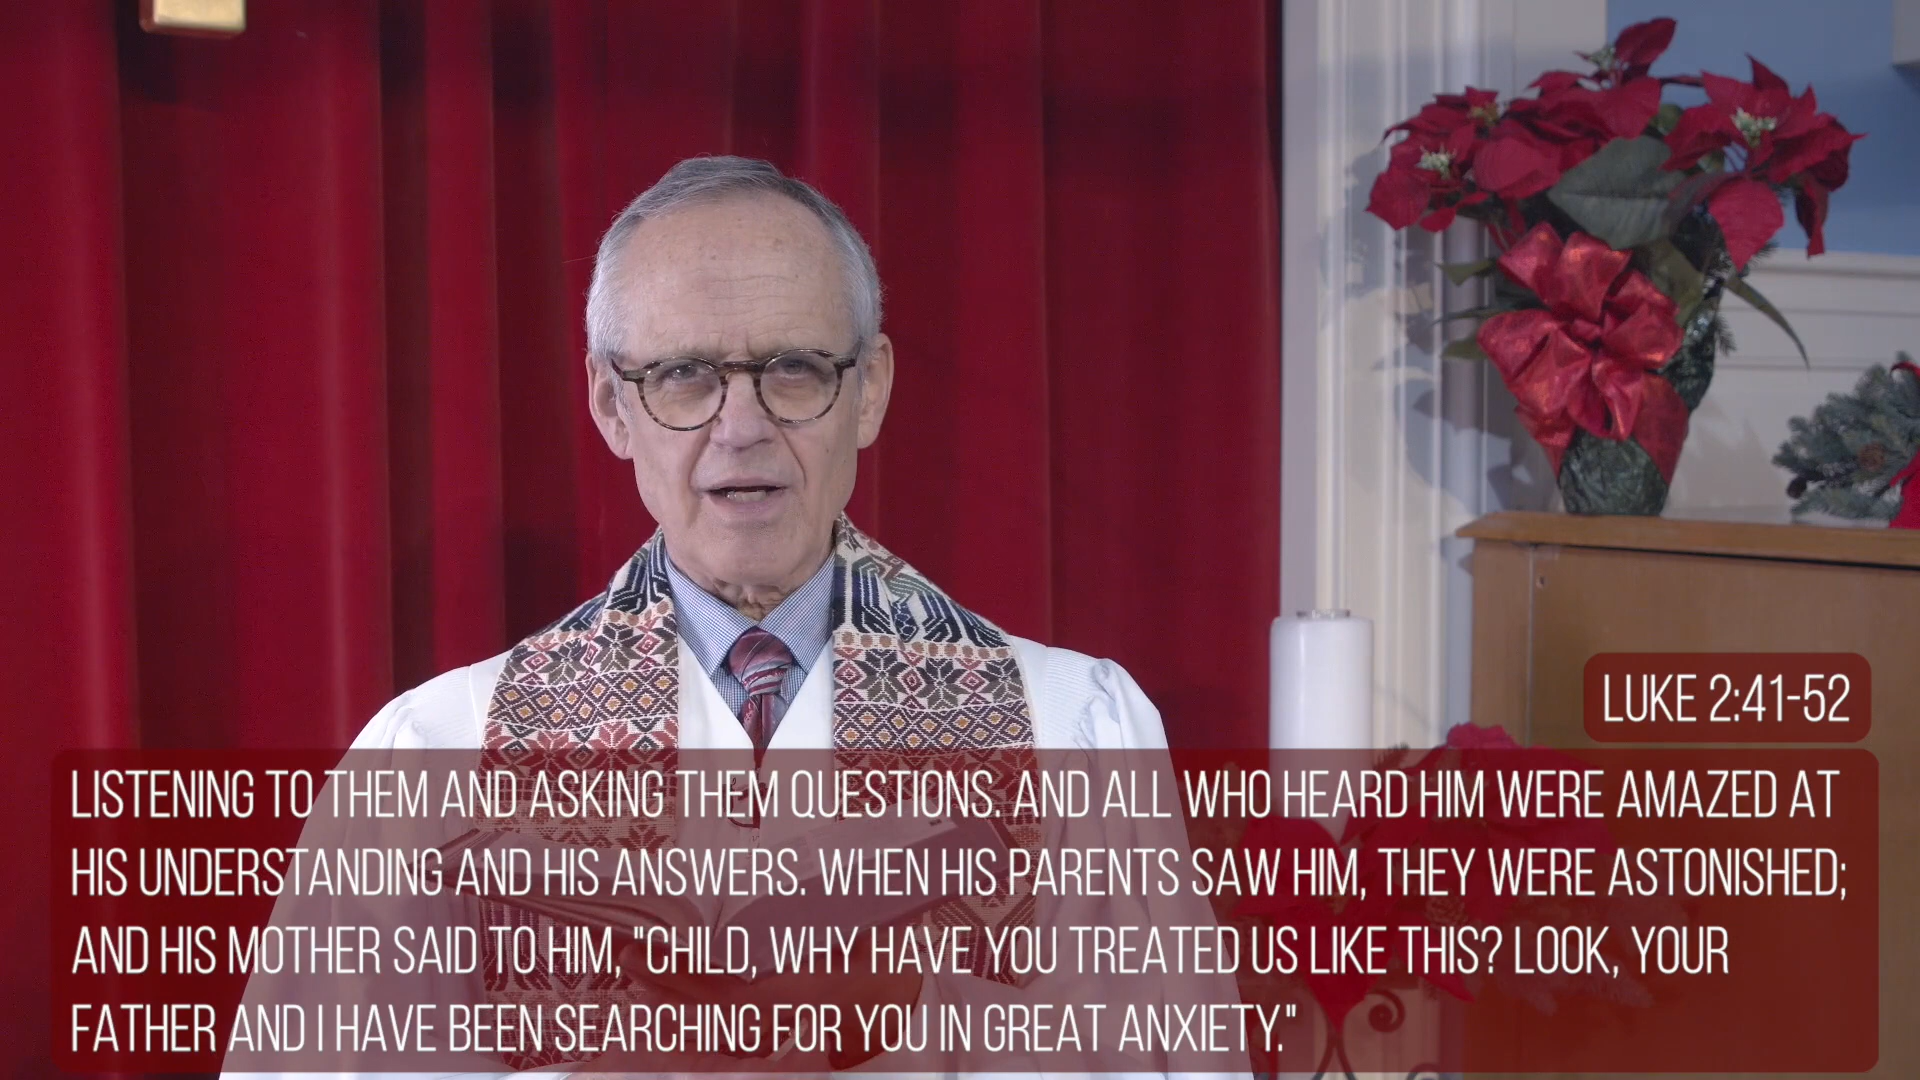 LUKE 2:41-52
LISTENING TO THEM AND ASKING THEM QUESTIONS. AND ALL WHO HEARD HIM WERE AMAZED AT
HIS UNDERSTANDING AND HIS ANSWERS. WHEN HIS PARENTS SAW HIM, THEY WERE ASTONISHED;
AND HIS MOTHER SAID TO HIM, "CHILD, WHY HAVE YOU TREATED US LIKE THIS? LOOK, YOUR
FATHER AND I HAVE BEEN SEARCHING FOR YOU IN GREAT ANXIETY."